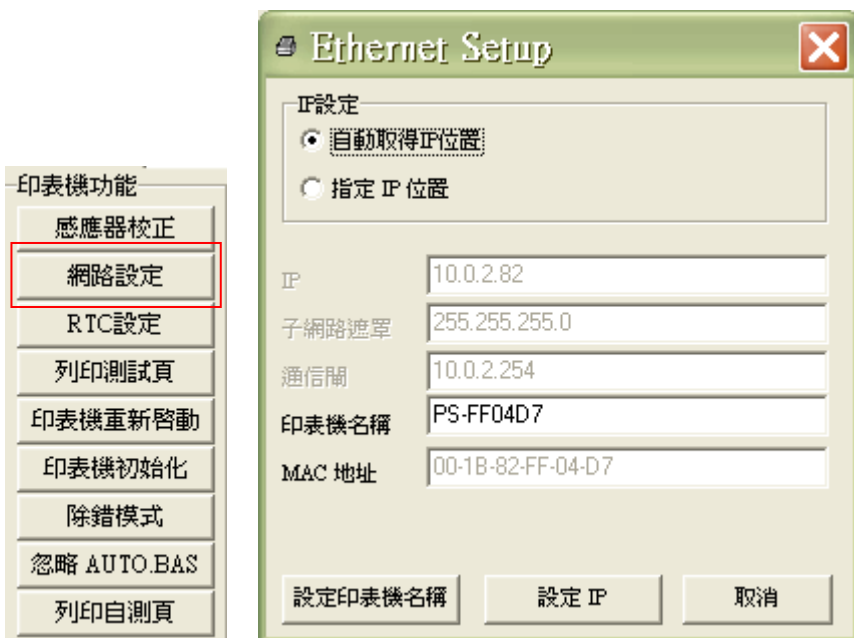 印表機功能
感應器校正
網路設定
RTC設定
列印測試頁
印表機重新啓動
印表機初始化
除錯模式
忽略 AUTO.BAS
列印自測頁
Ethernet Setup
IP設定
自動取得IP位置
指定 IP 位置
IP 10.0.2.82
子網路遮罩 255.255.255.0
通信閘 10.0.2.254
印表機名稱 PS-FF04D7
MAC 地址 00-1B-82-FF-04-D7
設定印表機名稱 設定 IP 取消